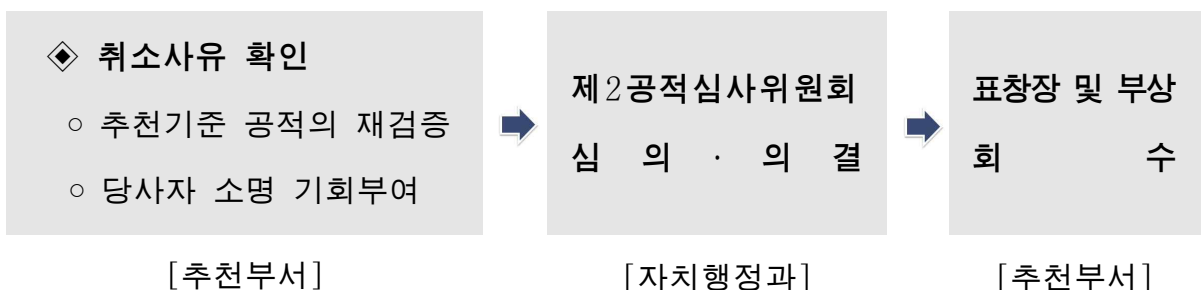 ◈ 취소사유 확인
○ 추천기준 공적의 재검증
○ 당사자 소명 기회부여
[추천부서]
제2공적심사위원회
심 의 · 의 결
[자치행정과]
표창장 및 부상
회 수
[추천부서]